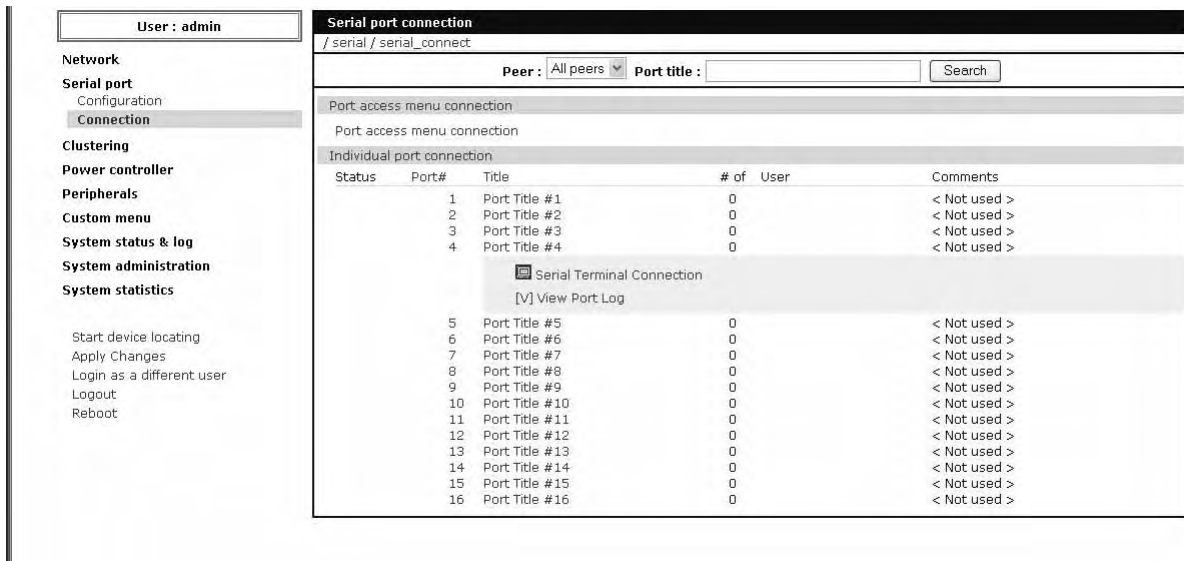 User : admin
Network
Serial port
Configuration
Connection
Clustering
Power controller
Peripherals
Custom menu
System status & log
System administration
System statistics
Start device locating
Apply Changes
Login as a different user
Logout
Reboot
Serial port connection
/ serial / serial_connect
Peer : All peers Port title : Search
Port access menu connection
Port access menu connection
Individual port connection
Status Port# Title # of User Comments
1 Port Title #1 0 < Not used >
2 Port Title #2 0 < Not used >
3 Port Title #3 0 < Not used >
4 Port Title #4 0 < Not used >
Serial Terminal Connection
[V] View Port Log
5 Port Title #5 0 < Not used >
6 Port Title #6 0 < Not used >
7 Port Title #7 0 < Not used >
8 Port Title #8 0 < Not used >
9 Port Title #9 0 < Not used >
10 Port Title #10 0 < Not used >
11 Port Title #11 0 < Not used >
12 Port Title #12 0 < Not used >
13 Port Title #13 0 < Not used >
14 Port Title #14 0 < Not used >
15 Port Title #15 0 < Not used >
16 Port Title #16 0 < Not used >